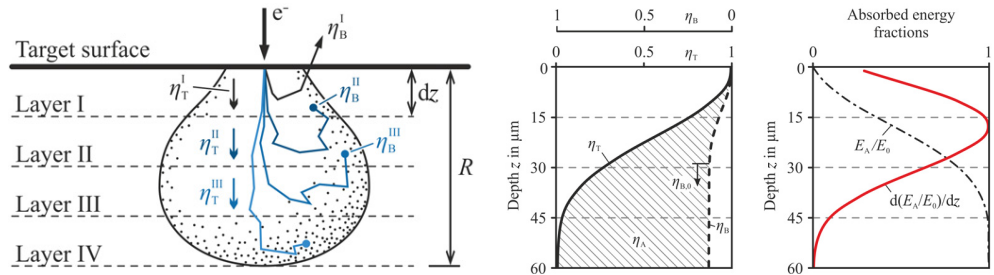 e⁻
η_B^I
Target surface
η_T^I
η_B^II
dz
Layer I
η_T^II
η_B^III
Layer II
R
η_T^III
Layer III
Layer IV
1 0.5 η_B 0
0 0.5 η_T 1
Depth z in µm
0
15
30
45
60
η_T
η_B,0
η_B
η_A
Absorbed energy
fractions
0 1
Depth z in µm
0
15
30
45
60
E_A/E_0
d(E_A/E_0)/dz